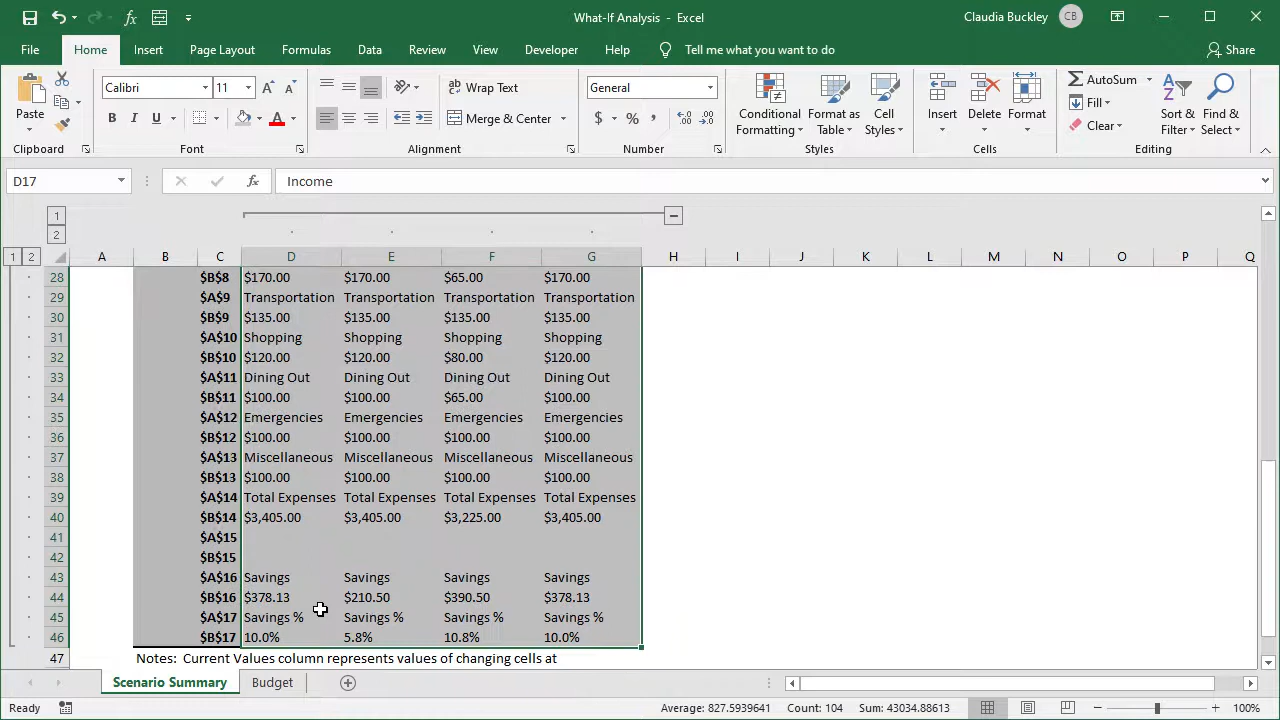 What-If Analysis - Excel
Claudia Buckley
CB
File Home Insert Page Layout Formulas Data Review View Developer Help Tell me what you want to do Share
Paste
Clipboard
Calibri 11 A A
B I U A
Font
Wrap Text
Merge & Center
Alignment
General
$ % ,
Number
Conditional Formatting
Format as Table
Cell Styles
Styles
Insert Delete Format
Cells
AutoSum
Fill
Clear
Sort & Filter
Find & Select
Editing
D17 fx Income
1
2
1 2 A B C D E F G H I J K L M N O P Q
28 $B$8 $170.00 $170.00 $65.00 $170.00
29 $A$9 Transportation Transportation Transportation Transportation
30 $B$9 $135.00 $135.00 $135.00 $135.00
31 $A$10 Shopping Shopping Shopping Shopping
32 $B$10 $120.00 $120.00 $80.00 $120.00
33 $A$11 Dining Out Dining Out Dining Out Dining Out
34 $B$11 $100.00 $100.00 $65.00 $100.00
35 $A$12 Emergencies Emergencies Emergencies Emergencies
36 $B$12 $100.00 $100.00 $100.00 $100.00
37 $A$13 Miscellaneous Miscellaneous Miscellaneous Miscellaneous
38 $B$13 $100.00 $100.00 $100.00 $100.00
39 $A$14 Total Expenses Total Expenses Total Expenses Total Expenses
40 $B$14 $3,405.00 $3,405.00 $3,225.00 $3,405.00
41 $A$15
42 $B$15
43 $A$16 Savings Savings Savings Savings
44 $B$16 $378.13 $210.50 $390.50 $378.13
45 $A$17 Savings % Savings % Savings % Savings %
46 $B$17 10.0% 5.8% 10.8% 10.0%
47 Notes: Current Values column represents values of changing cells at
Scenario Summary Budget
Ready Average: 827.5939641 Count: 104 Sum: 43034.88613 100%